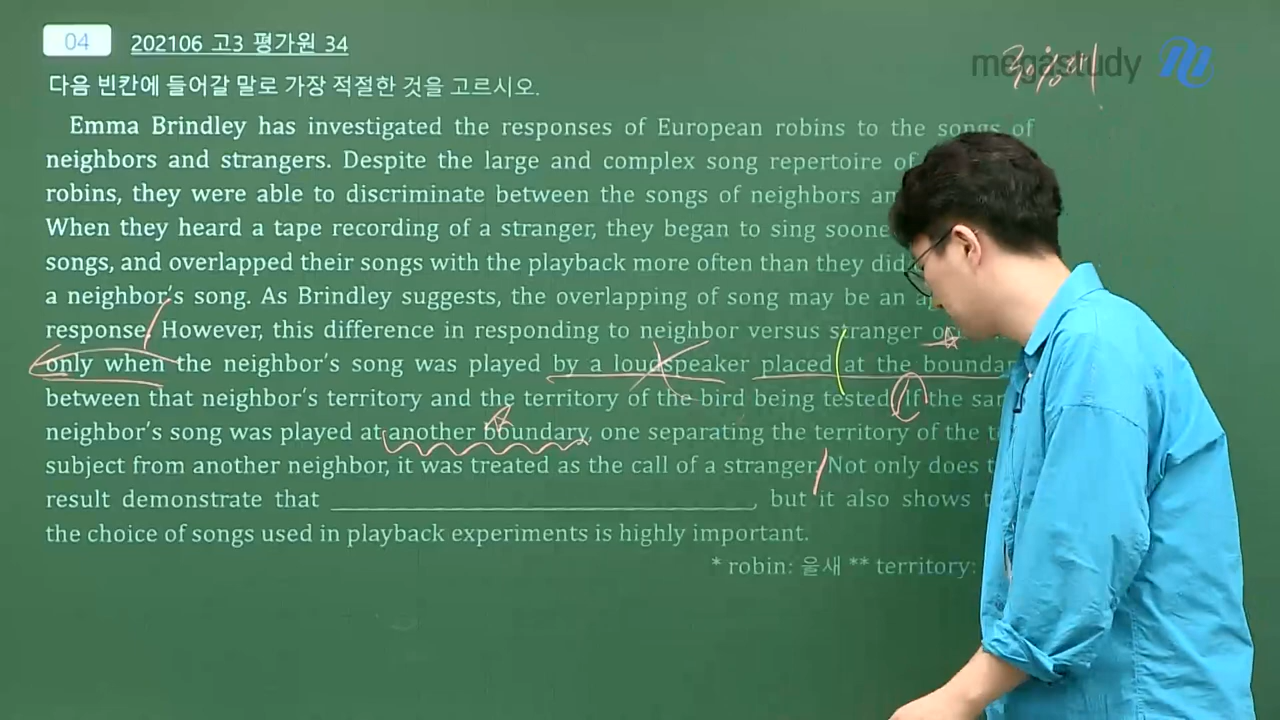 04 202106 고3 평가원 34
megastudy
다음 빈칸에 들어갈 말로 가장 적절한 것을 고르시오.
Emma Brindley has investigated the responses of European robins to the songs of
neighbors and strangers. Despite the large and complex song repertoire of
robins, they were able to discriminate between the songs of neighbors
When they heard a tape recording of a stranger, they began to sing
songs, and overlapped their songs with the playback more often than they did
a neighbor's song. As Brindley suggests, the overlapping of song may be an
response. However, this difference in responding to neighbor versus stranger
only when the neighbor's song was played by a loudspeaker placed at the
between that neighbor's territory and the territory of the bird being tested. If the
neighbor's song was played at another boundary, one separating the territory of the
subject from another neighbor, it was treated as the call of a stranger. Not only does
result demonstrate that ____________________, but it also shows
the choice of songs used in playback experiments is highly important.
* robin: 울새 ** territory: